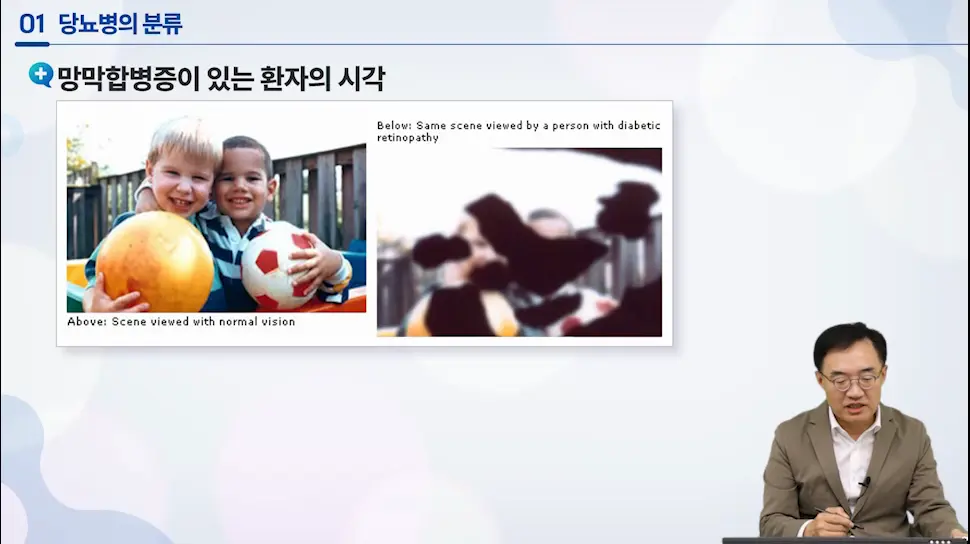 01 당뇨병의 분류
망막합병증이 있는 환자의 시각
Below: Same scene viewed by a person with diabetic
retinopathy
Above: Scene viewed with normal vision